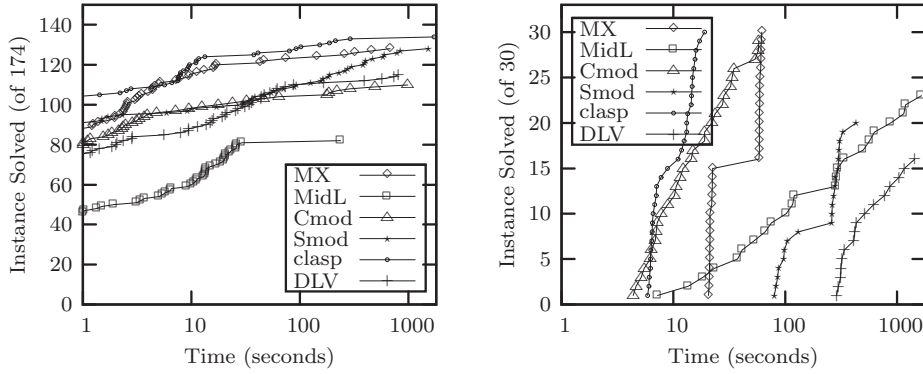 Instance Solved (of 174)
140
120
100
80
60
40
20
0
MX
MidL
Cmod
Smod
clasp
DLV
1 10 100 1000
Time (seconds)
Instance Solved (of 30)
30
25
20
15
10
5
0
MX
MidL
Cmod
Smod
clasp
DLV
1 10 100 1000
Time (seconds)